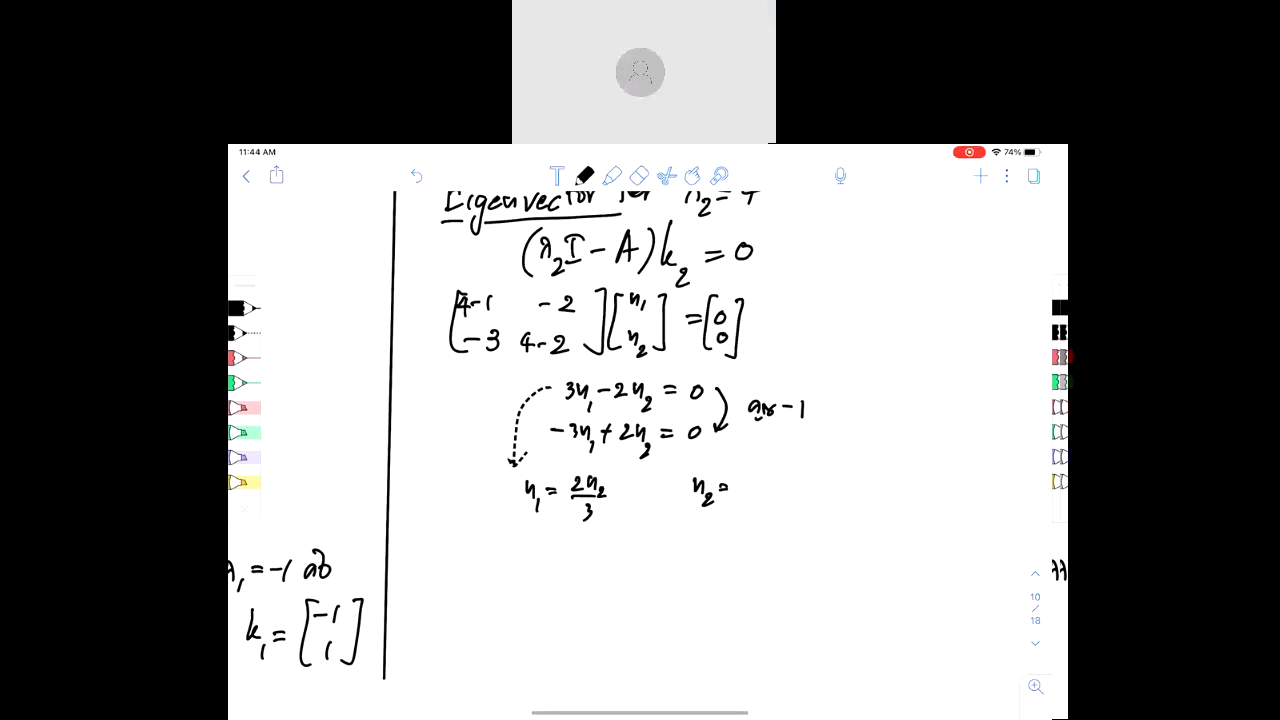 11:44 AM
74%
Eigenvector for λ₂ = 4
(λ₂I - A)k₂ = 0
[4-1 -2; -3 4-2][x₁; x₂] = [0; 0]
3x₁ - 2x₂ = 0
-3x₁ + 2x₂ = 0
x₁ = 2x₂/3 x₂ =
λ₁ = -1
k₁ = [-1; 1]
10
/
18